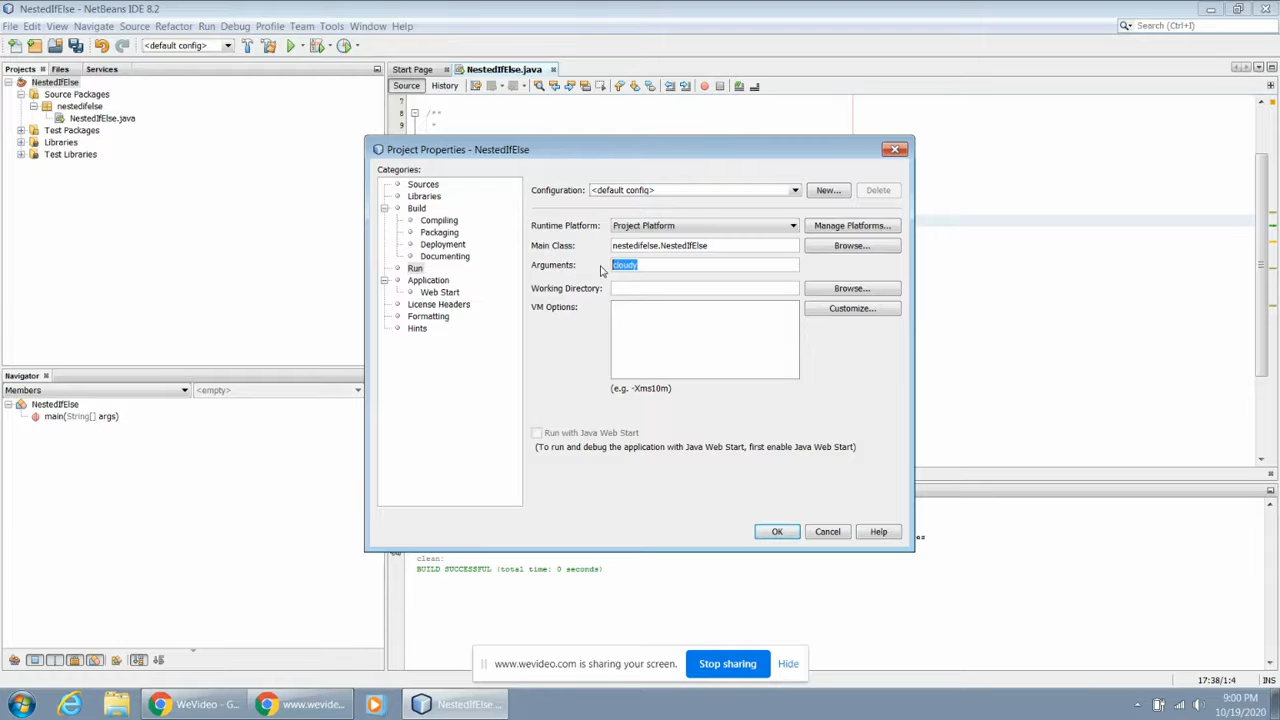 NestedIfElse - NetBeans IDE 8.2
File Edit View Navigate Source Refactor Run Debug Profile Team Tools Window Help
Search (Ctrl+I)
<default config>
Projects Files Services
Start Page NestedIfElse.java
Source History
NestedIfElse
Source Packages
nestedifelse
NestedIfElse.java
Test Packages
Libraries
Test Libraries
7
8 /**
9 *
Project Properties - NestedIfElse
Categories:
Sources
Libraries
Build
Compiling
Packaging
Deployment
Documenting
Run
Application
Web Start
License Headers
Formatting
Hints
Configuration: <default config> New... Delete
Runtime Platform: Project Platform Manage Platforms...
Main Class: nestedifelse.NestedIfElse Browse...
Arguments: cloudy
Working Directory: Browse...
VM Options: Customize...
(e.g. -Xms10m)
Run with Java Web Start
(To run and debug the application with Java Web Start, first enable Java Web Start)
OK Cancel Help
Navigator
Members <empty>
NestedIfElse
main(String[] args)
clean:
BUILD SUCCESSFUL (total time: 0 seconds)
www.wevideo.com is sharing your screen. Stop sharing Hide
17:38/1:4 INS
WeVideo - G... www.wevide... NestedIfElse ...
9:00 PM
10/19/2020